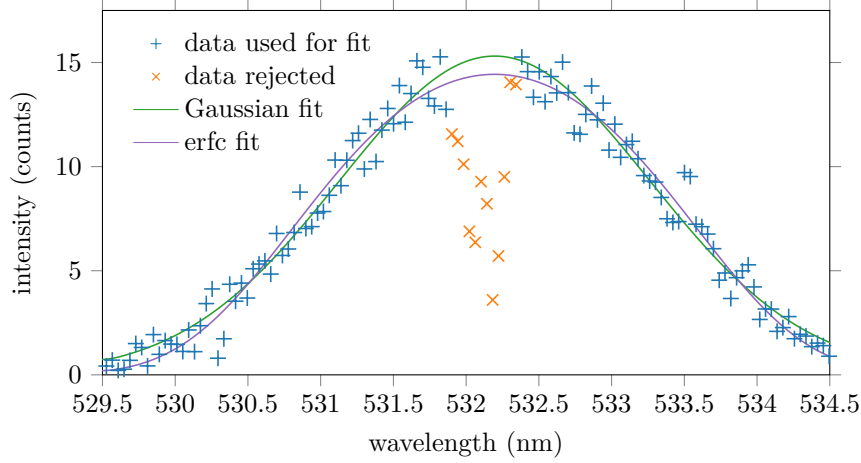 data used for fit
data rejected
Gaussian fit
erfc fit
intensity (counts)
15
10
5
0
529.5 530 530.5 531 531.5 532 532.5 533 533.5 534 534.5
wavelength (nm)